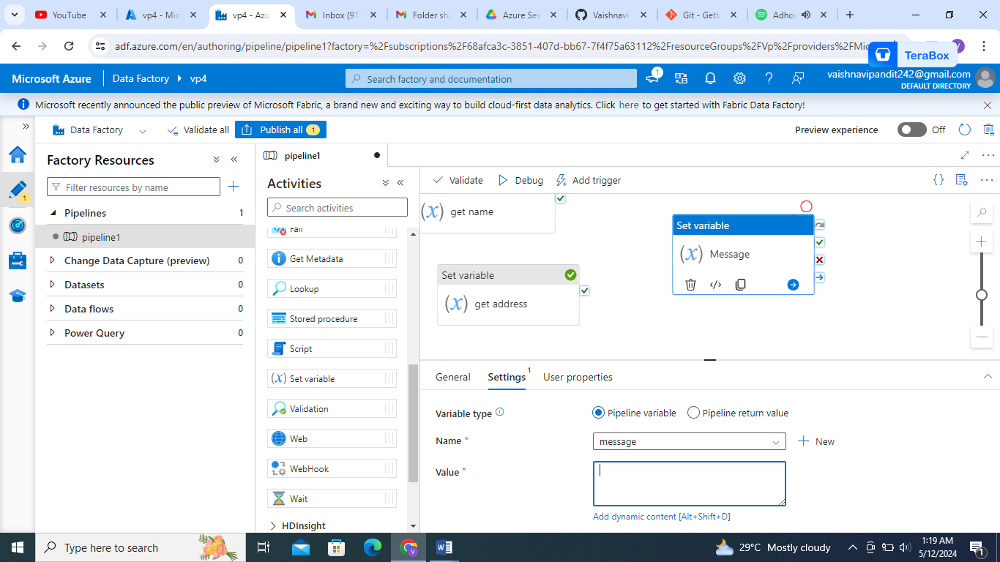 YouTube
vp4 - Mic
vp4 - Azu
Inbox (91
Folder sha
Azure Ses
Vaishnav
Git - Gett
Adho
adf.azure.com/en/authoring/pipeline/pipeline1?factory=%2Fsubscriptions%2F68afca3c-3851-407d-bb67-7f4f75a63112%2FresourceGroups%2FVp%2Fproviders%2FMic
V
TeraBox
Microsoft Azure
Data Factory
vp4
Search factory and documentation
1
vaishnavipandit242@gmail.com
DEFAULT DIRECTORY
Microsoft recently announced the public preview of Microsoft Fabric, a brand new and exciting way to build cloud-first data analytics. Click here to get started with Fabric Data Factory!
Data Factory
Validate all
Publish all 1
Preview experience
Off
1
Factory Resources
Filter resources by name
Pipelines 1
pipeline1
Change Data Capture (preview) 0
Datasets 0
Data flows 0
Power Query 0
pipeline1
Activities
Search activities
Fail
Get Metadata
Lookup
Stored procedure
Script
(x) Set variable
Validation
Web
WebHook
Wait
HDInsight
Validate
Debug
Add trigger
{}
(x) get name
Set variable
(x) get address
Set variable
(x) Message
General
Settings 1
User properties
Variable type
Pipeline variable
Pipeline return value
Name *
message
New
Value *
Add dynamic content [Alt+Shift+D]
Type here to search
V
W
29°C Mostly cloudy
1:19 AM
5/12/2024
1